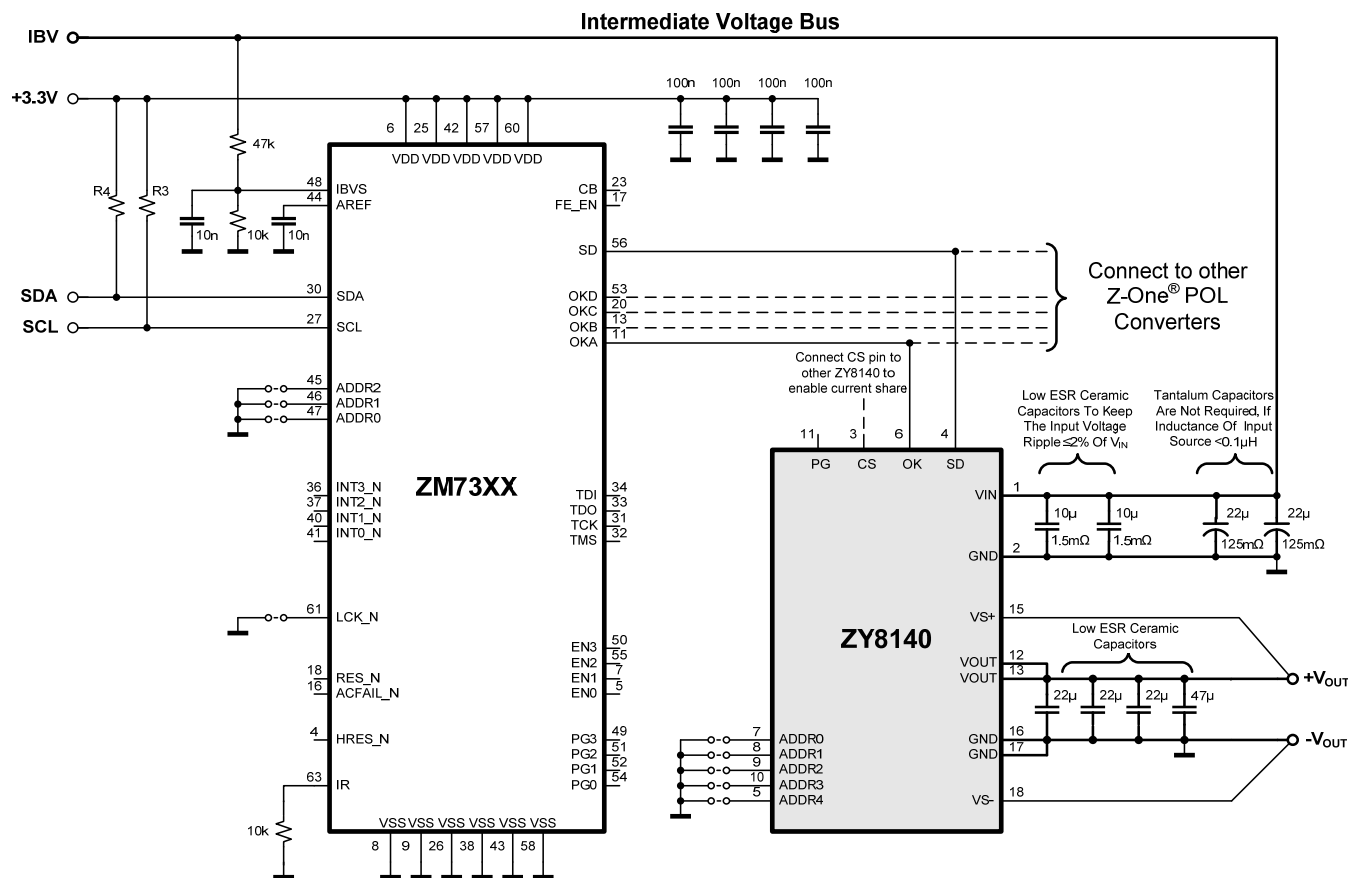 Intermediate Voltage Bus
IBV
+3.3V
100n 100n 100n 100n
6 25 42 57 60
VDD VDD VDD VDD VDD
47k
R4
R3
10n
10k
10n
48 IBVS
44 AREF
CB 23
FE_EN 17
SD 56
SDA
30 SDA
SCL
27 SCL
OKD 53
OKC 20
OKB 13
OKA 11
Connect to other
Z-One® POL
Converters
45 ADDR2
46 ADDR1
47 ADDR0
Connect CS pin to
other ZY8140 to
enable current share
Low ESR Ceramic
Capacitors To Keep
The Input Voltage
Ripple ≤2% Of VIN
Tantalum Capacitors
Are Not Required, If
Inductance Of Input
Source <0.1µH
ZM73XX
36 INT3_N
37 INT2_N
40 INT1_N
41 INT0_N
TDI 34
TDO 33
TCK 31
TMS 32
61 LCK_N
EN3 50
EN2 55
EN1 7
EN0 5
18 RES_N
16 ACFAIL_N
4 HRES_N
PG3 49
PG2 51
PG1 52
PG0 54
63 IR
10k
VSS VSS VSS VSS VSS VSS
8 9 26 38 43 58
11 3 6 4
PG CS OK SD
ZY8140
VIN 1
10µ 10µ 22µ 22µ
1.5mΩ 1.5mΩ 125mΩ 125mΩ
GND 2
VS+ 15
Low ESR Ceramic
Capacitors
VOUT 12
VOUT 13
+VOUT
22µ 22µ 22µ 47µ
GND 16
GND 17
-VOUT
VS- 18
7 ADDR0
8 ADDR1
9 ADDR2
10 ADDR3
5 ADDR4